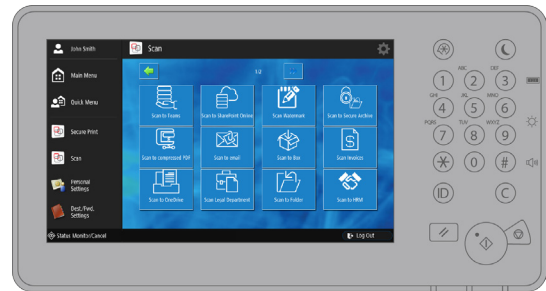 John Smith
Scan
Main Menu
1/2
Quick Menu
Scan to Teams
Scan to SharePoint Online
Scan Watermark
Scan to Secure Archive
Secure Print
Scan
Scan to compressed PDF
Scan to email
Scan to Box
Scan Invoices
Personal
Settings
Dest./Fwd.
Settings
Scan to OneDrive
Scan Legal Department
Scan to Folder
Scan to HRM
Status Monitor/Cancel
Log Out
ABC
DEF
1
2
3
GHI
JKL
MNO
4
5
6
PQRS
TUV
WXYZ
7
8
9
0
#
ID
C